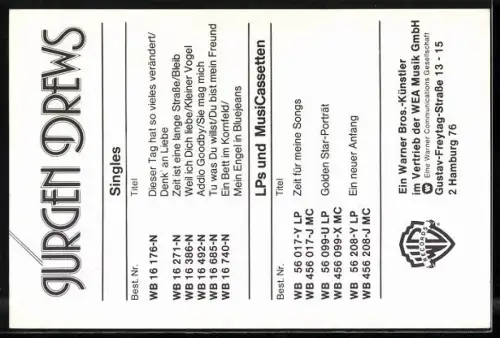 JÜRGEN DREWS
Singles
Best. Nr. Titel
WB 16 176-N Dieser Tag hat so vieles verändert/
Denk' an Liebe
WB 16 271-N Zeit ist eine lange Straße/Bleib
WB 16 386-N Weil ich Dich liebe/Kleiner Vogel
WB 16 492-N Addio Goodby/Sie mag mich
WB 16 685-N Tu was Du willst/Du bist mein Freund
WB 16 740-N Ein Bett im Kornfeld/
Mein Engel in Bluejeans
LPs und MusiCassetten
Best. Nr. Titel
WB 56 017-Y LP Zeit für meine Songs
WB 456 017-J MC
WB 56 099-U LP Golden Star-Porträt
WB 456 099-X MC
WB 56 208-Y LP Ein neuer Anfang
WB 456 208-J MC
WB
RECORDS
Ein Warner Bros.-Künstler
im Vertrieb der WEA Musik GmbH
Eine Warner Communications Gesellschaft
Gustav-Freytag-Straße 13 - 15
2 Hamburg 76